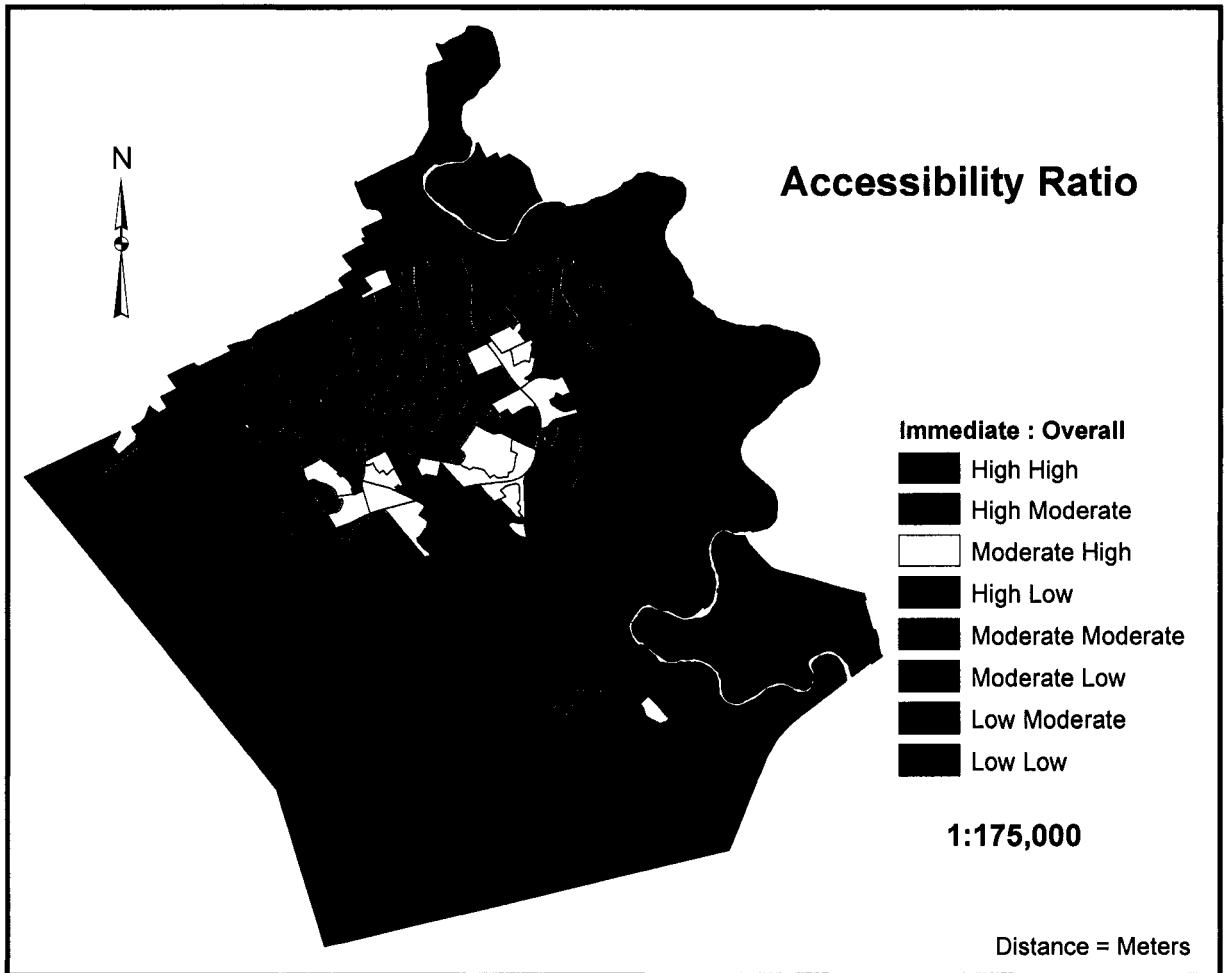 N
Accessibility Ratio
Immediate : Overall
High High
High Moderate
Moderate High
High Low
Moderate Moderate
Moderate Low
Low Moderate
Low Low
1:175,000
Distance = Meters